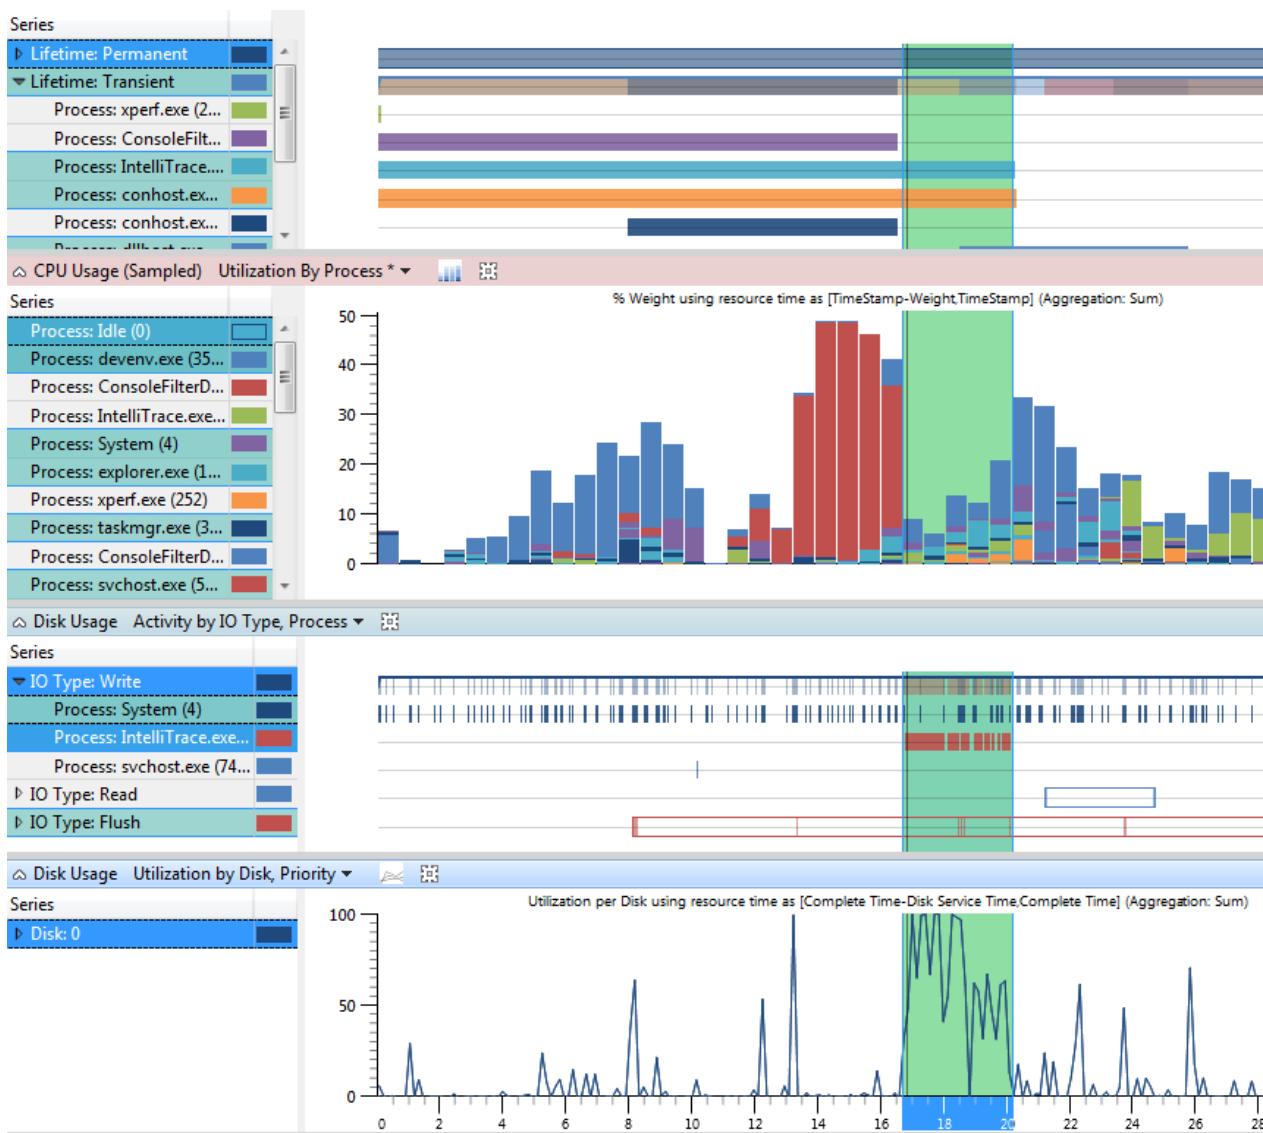 Series
Lifetime: Permanent
Lifetime: Transient
Process: xperf.exe (2...
Process: ConsoleFilt...
Process: IntelliTrace....
Process: conhost.ex...
Process: conhost.ex...
CPU Usage (Sampled) Utilization By Process *
Series
% Weight using resource time as [TimeStamp-Weight,TimeStamp] (Aggregation: Sum)
Process: Idle (0)
Process: devenv.exe (35...
Process: ConsoleFilterD...
Process: IntelliTrace.exe...
Process: System (4)
Process: explorer.exe (1...
Process: xperf.exe (252)
Process: taskmgr.exe (3...
Process: ConsoleFilterD...
Process: svchost.exe (5...
50
40
30
20
10
0
Disk Usage Activity by IO Type, Process
Series
IO Type: Write
Process: System (4)
Process: IntelliTrace.exe...
Process: svchost.exe (74...
IO Type: Read
IO Type: Flush
Disk Usage Utilization by Disk, Priority
Series
Utilization per Disk using resource time as [Complete Time-Disk Service Time,Complete Time] (Aggregation: Sum)
Disk: 0
100
50
0
0 2 4 6 8 10 12 14 16 18 20 22 24 26 28